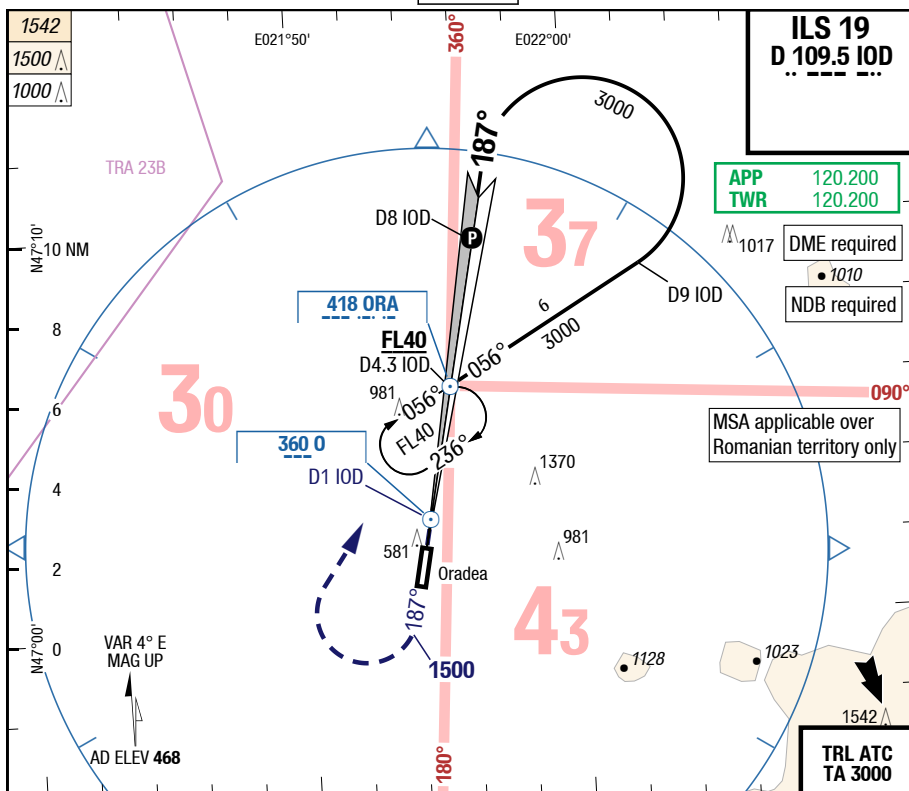 1542
1500
1000
E021°50'
360°
E022°00'
ILS 19
D 109.5 IOD
TRA 23B
187°
3000
APP 120.200
TWR 120.200
D8 IOD
P
37
1017
DME required
1010
NDB required
N47°10'
10 NM
D9 IOD
418 ORA
8
6
3000
FL40
D4.3 IOD
056°
30
981
056°
090°
6
FL40
236°
MSA applicable over
Romanian territory only
360 O
D1 IOD
1370
4
581
981
2
Oradea
187°
43
N47°00'
0
1500
1128
1023
VAR 4° E
MAG UP
1542
AD ELEV 468
180°
TRL ATC
TA 3000